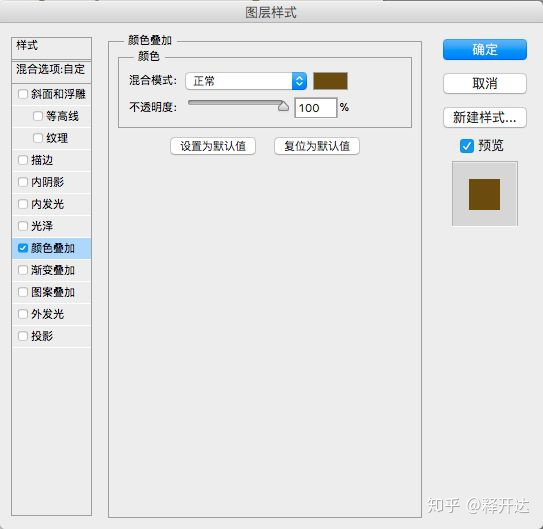 图层样式
样式
混合选项:自定
斜面和浮雕
等高线
纹理
描边
内阴影
内发光
光泽
颜色叠加
渐变叠加
图案叠加
外发光
投影
颜色叠加
颜色
混合模式: 正常
不透明度: 100 %
设置为默认值 复位为默认值
确定
取消
新建样式...
预览
知乎 @释开达